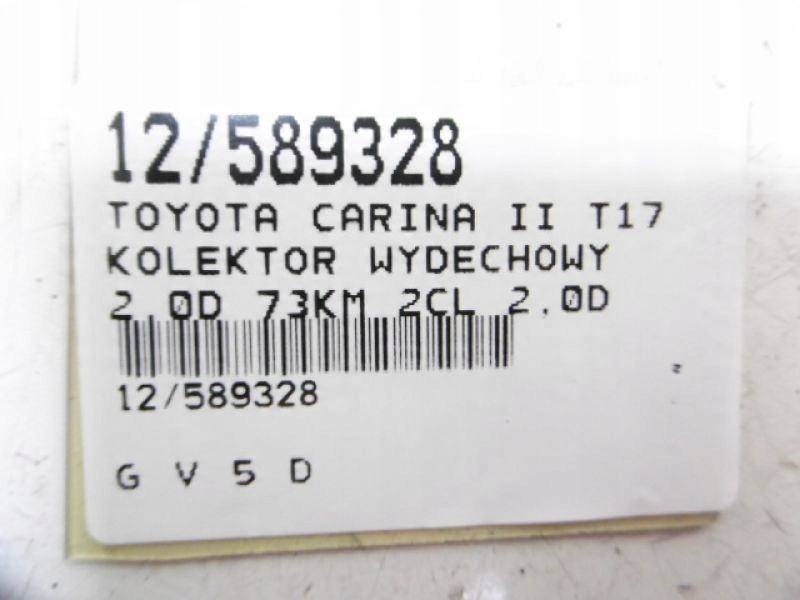 12/589328
TOYOTA CARINA II T17
KOLEKTOR WYDECHOWY
2.0D 73KM 2CL 2.0D
12/589328
G V 5 D